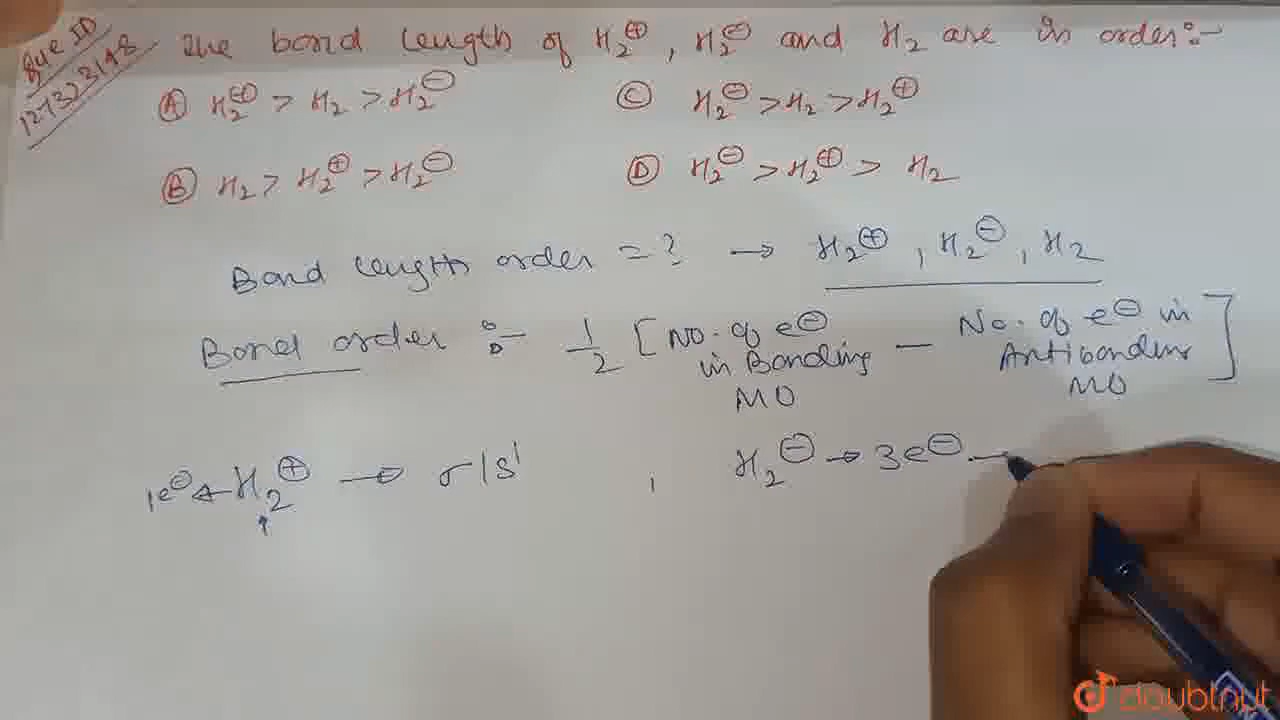 Que ID
127323198
The bond length of H₂⊕, H₂⊖ and H₂ are in order:-
Ⓐ H₂⊕ > H₂ > H₂⊖
Ⓒ H₂⊖ > H₂ > H₂⊕
Ⓑ H₂ > H₂⊕ > H₂⊖
Ⓓ H₂⊖ > H₂⊕ > H₂
Bond length order = ? → H₂⊕, H₂⊖, H₂
Bond order :- 1/2 [No. of e⊖ in Bonding MO — No. of e⊖ in Antibonding MO]
1e⊖ ← H₂⊕ → σ1s¹ , H₂⊖ → 3e⊖ →
doubtnut